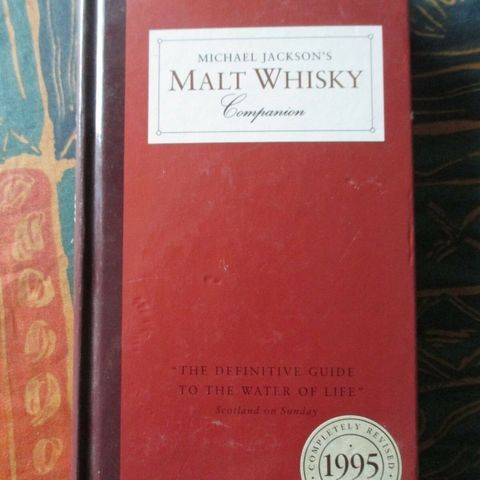 MICHAEL JACKSON'S
MALT WHISKY
Companion
"THE DEFINITIVE GUIDE
TO THE WATER OF LIFE"
Scotland on Sunday
COMPLETELY REVISED
1995